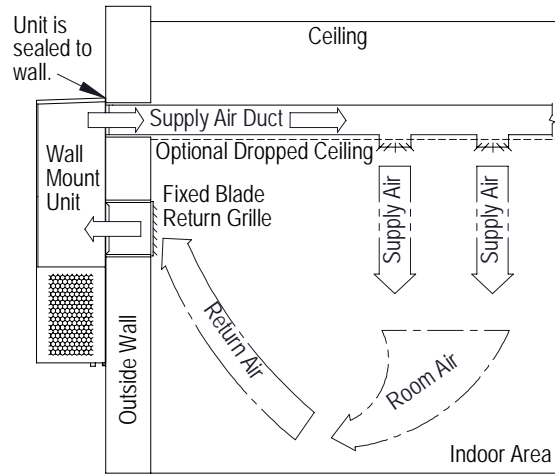 Unit is
sealed to
wall.
Ceiling
Supply Air Duct
Optional Dropped Ceiling
Wall
Mount
Unit
Fixed Blade
Return Grille
Supply Air
Supply Air
Return Air
Room Air
Outside Wall
Indoor Area